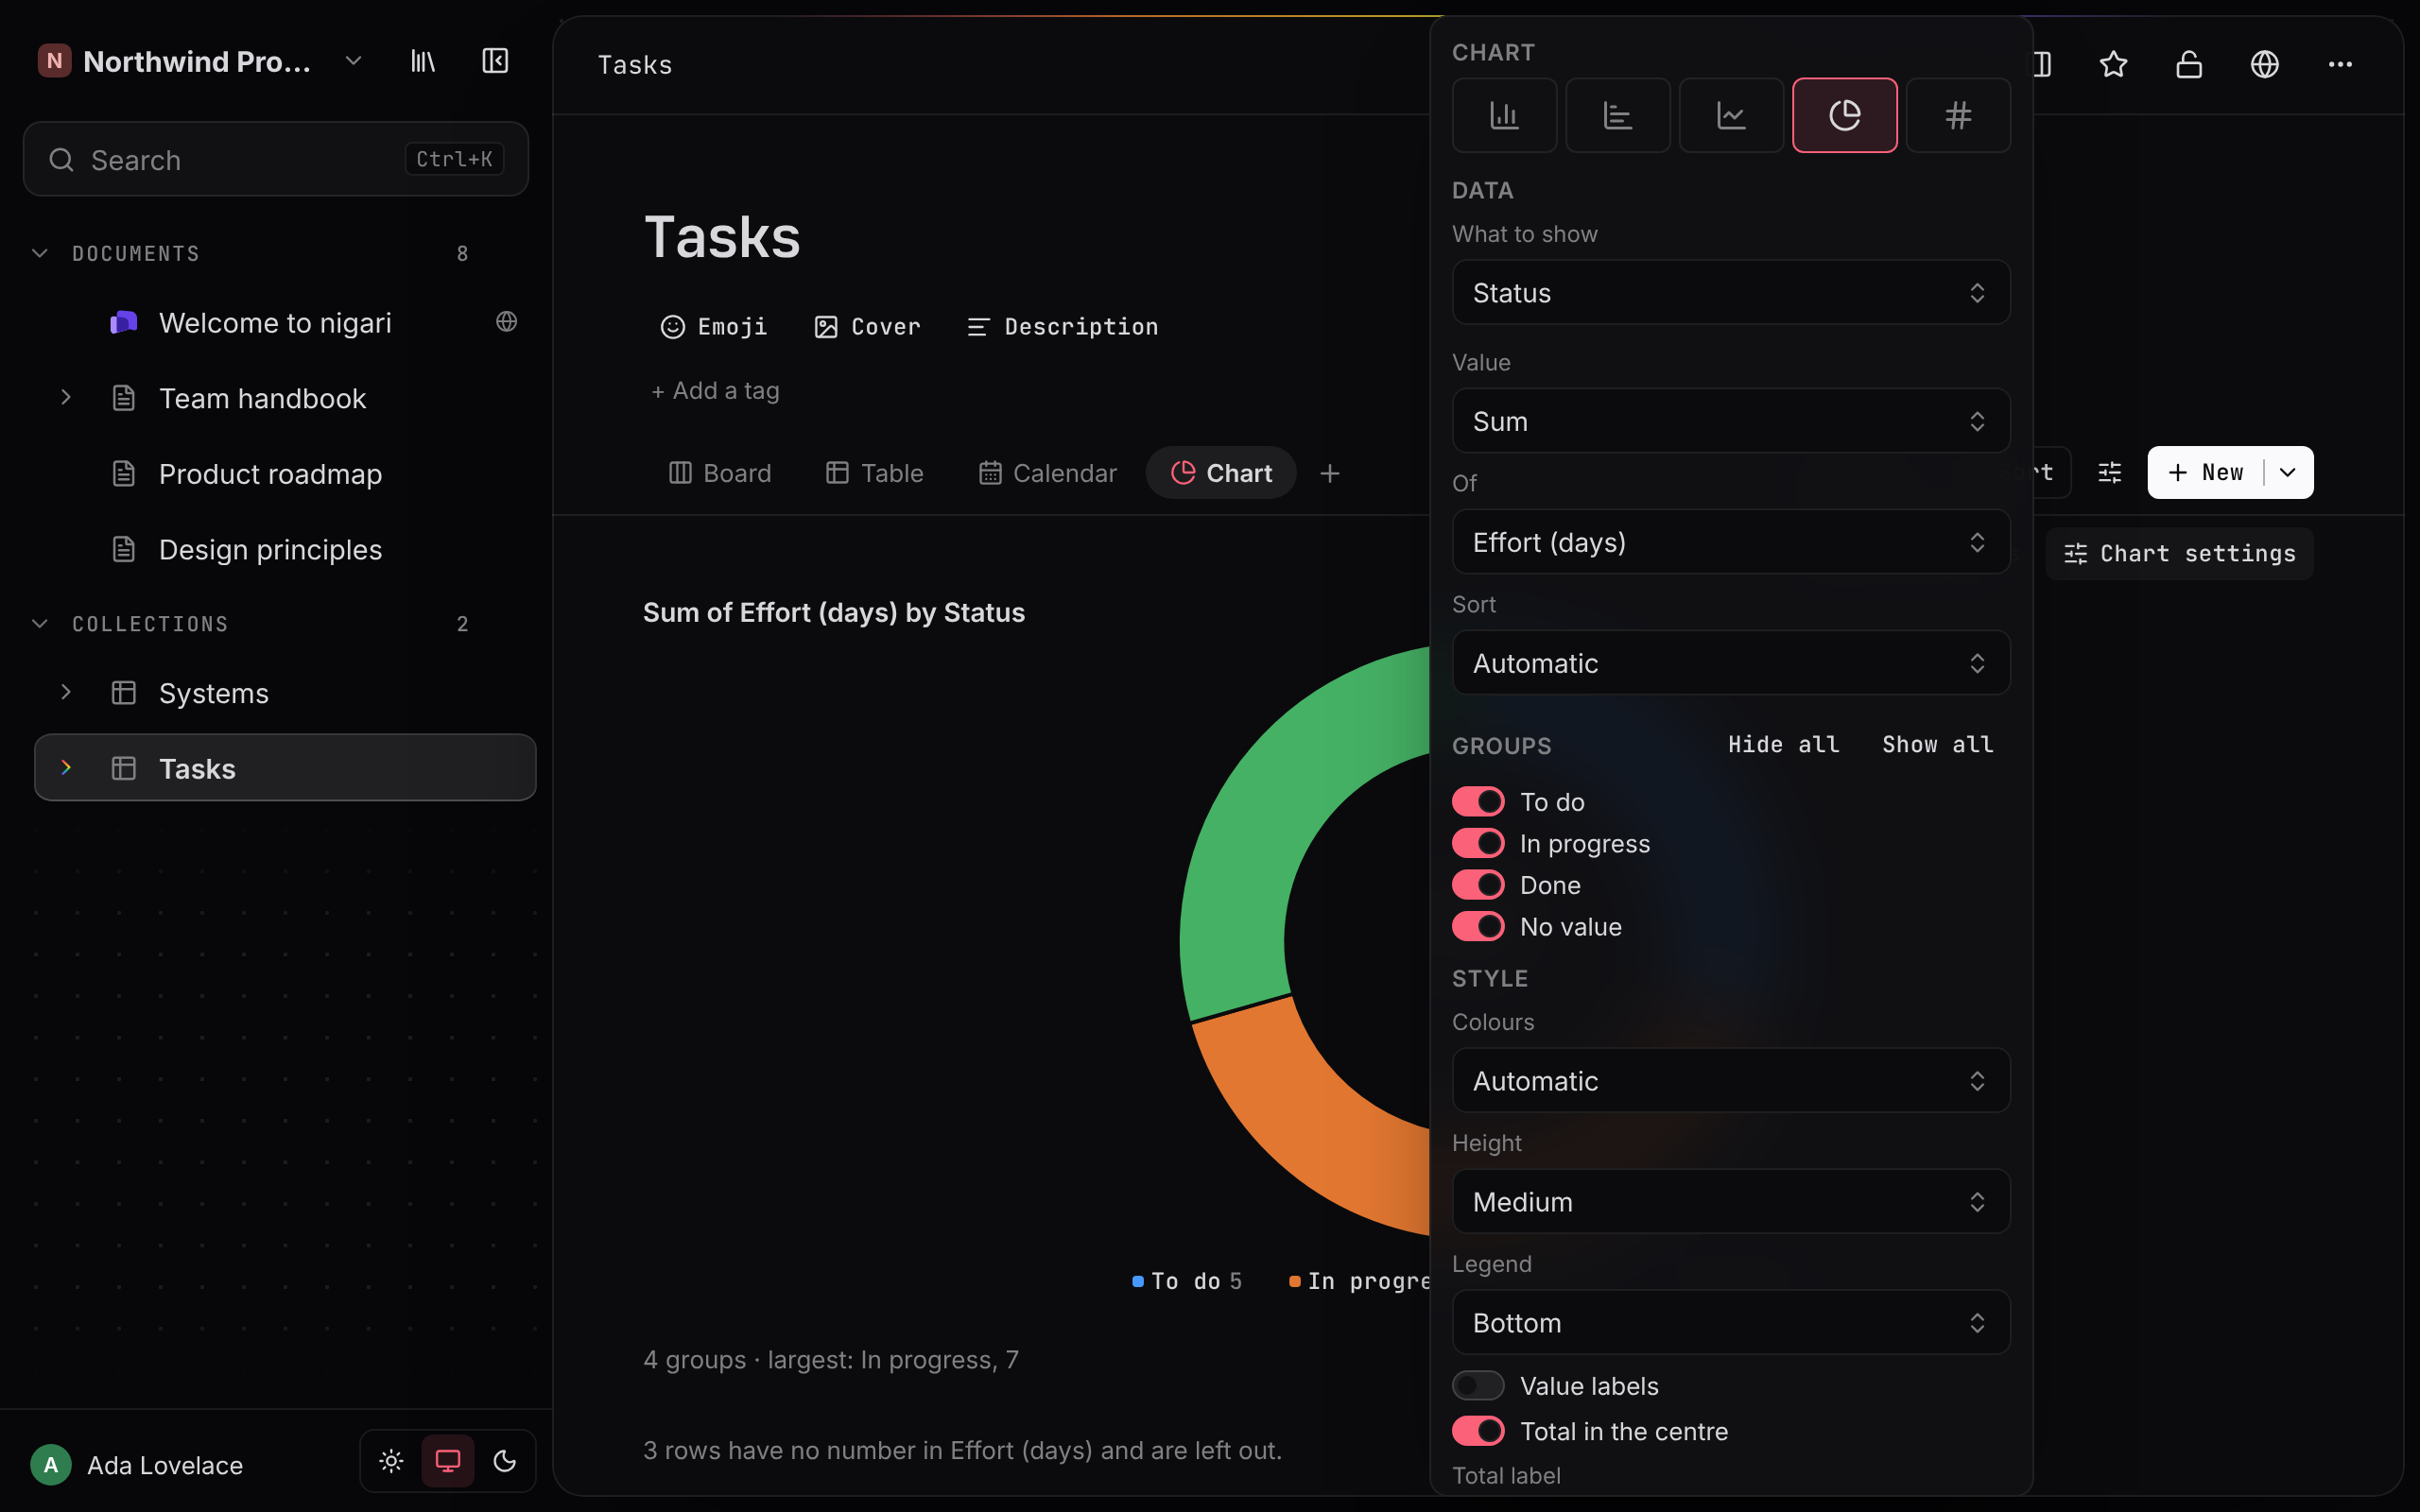 N Northwind Pro...
Search Ctrl+K
DOCUMENTS 8
Welcome to nigari
Team handbook
Product roadmap
Design principles
COLLECTIONS 2
Systems
Tasks
A Ada Lovelace
Tasks
Tasks
Emoji Cover Description
+ Add a tag
Board Table Calendar Chart
New
Chart settings
Sum of Effort (days) by Status
To do 5 In progre
4 groups · largest: In progress, 7
3 rows have no number in Effort (days) and are left out.
CHART
DATA
What to show
Status
Value
Sum
Of
Effort (days)
Sort
Automatic
GROUPS Hide all Show all
To do
In progress
Done
No value
STYLE
Colours
Automatic
Height
Medium
Legend
Bottom
Value labels
Total in the centre
Total label